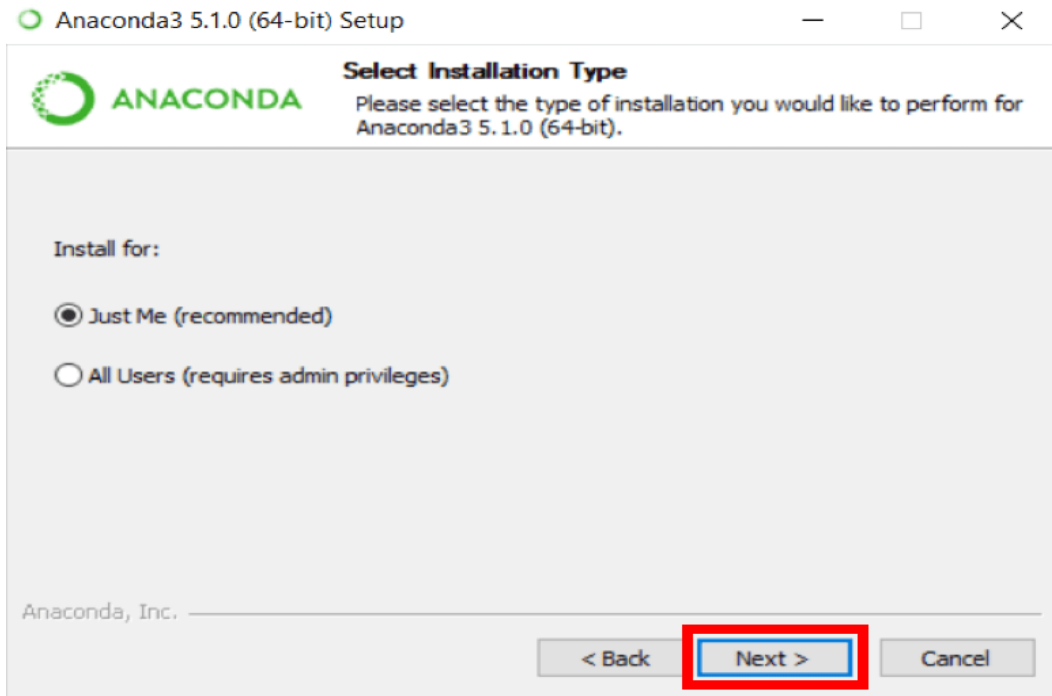 Anaconda3 5.1.0 (64-bit) Setup
ANACONDA
Select Installation Type
Please select the type of installation you would like to perform for
Anaconda3 5.1.0 (64-bit).
Install for:
Just Me (recommended)
All Users (requires admin privileges)
Anaconda, Inc.
< Back Next > Cancel